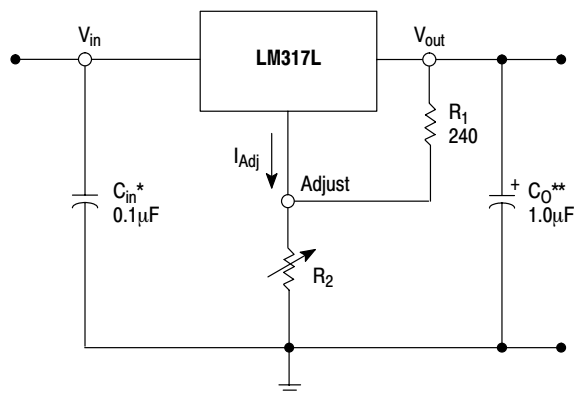 Vin
LM317L
Vout
R1
240
IAdj
Adjust
Cin*
0.1μF
+
CO**
1.0μF
R2